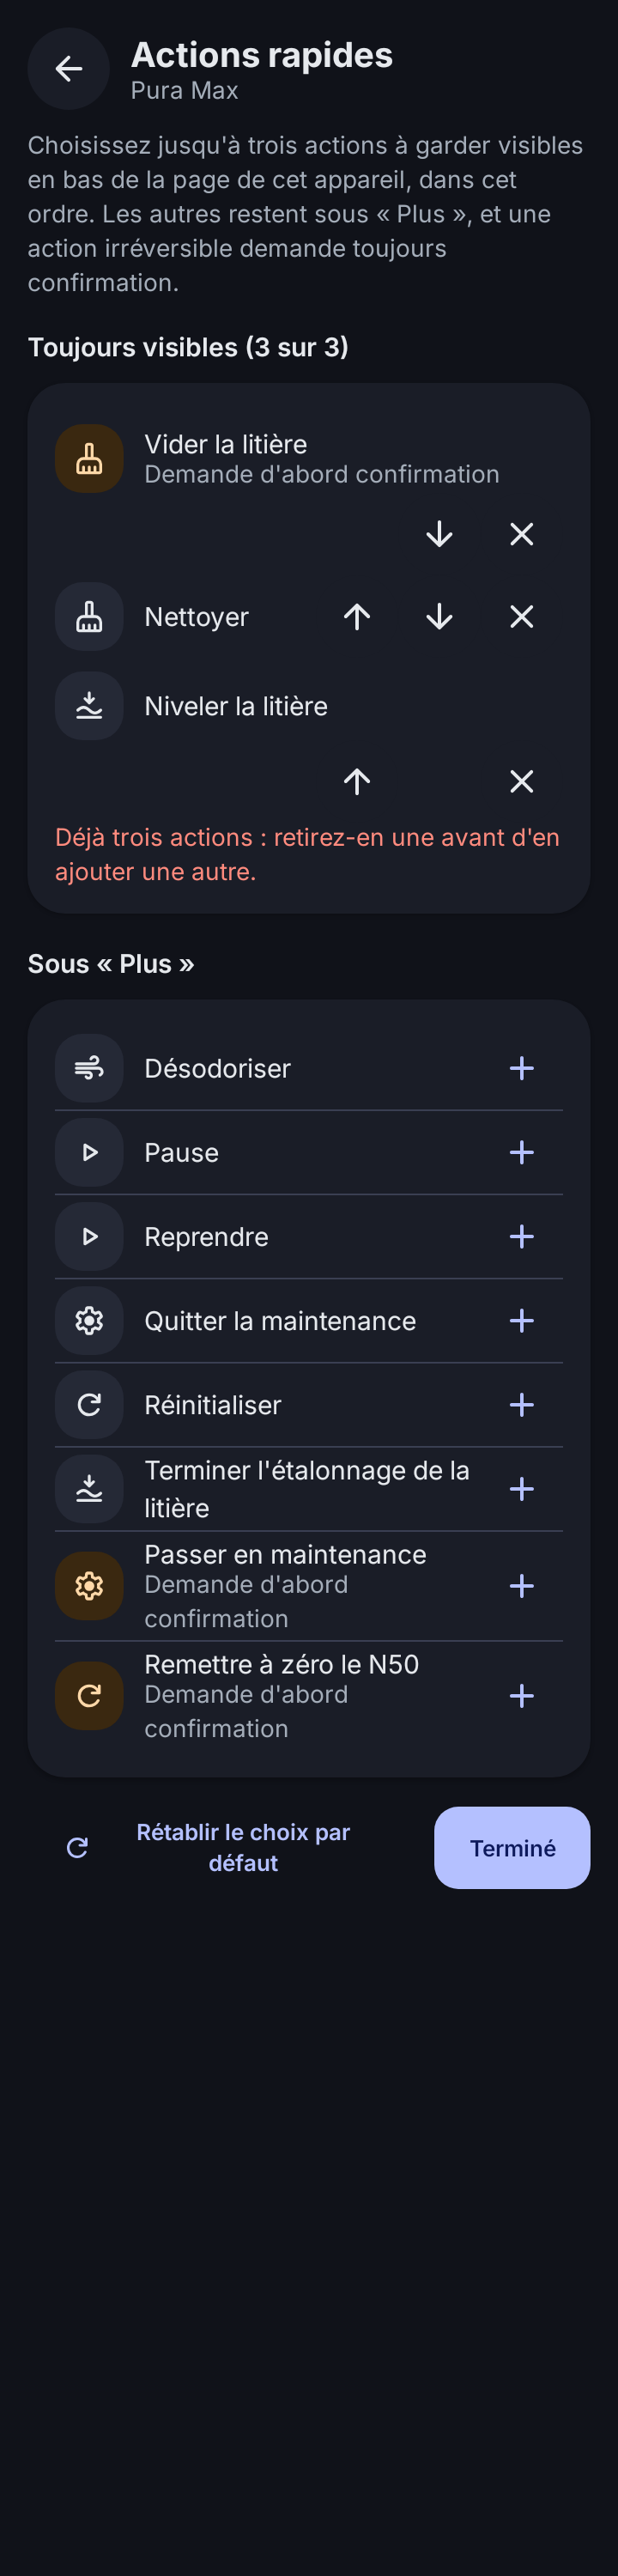 Actions rapides
Pura Max
Choisissez jusqu'à trois actions à garder visibles
en bas de la page de cet appareil, dans cet
ordre. Les autres restent sous « Plus », et une
action irréversible demande toujours
confirmation.
Toujours visibles (3 sur 3)
Vider la litière
Demande d'abord confirmation
Nettoyer
Niveler la litière
Déjà trois actions : retirez-en une avant d'en
ajouter une autre.
Sous « Plus »
Désodoriser
Pause
Reprendre
Quitter la maintenance
Réinitialiser
Terminer l'étalonnage de la
litière
Passer en maintenance
Demande d'abord
confirmation
Remettre à zéro le N50
Demande d'abord
confirmation
Rétablir le choix par
défaut
Terminé